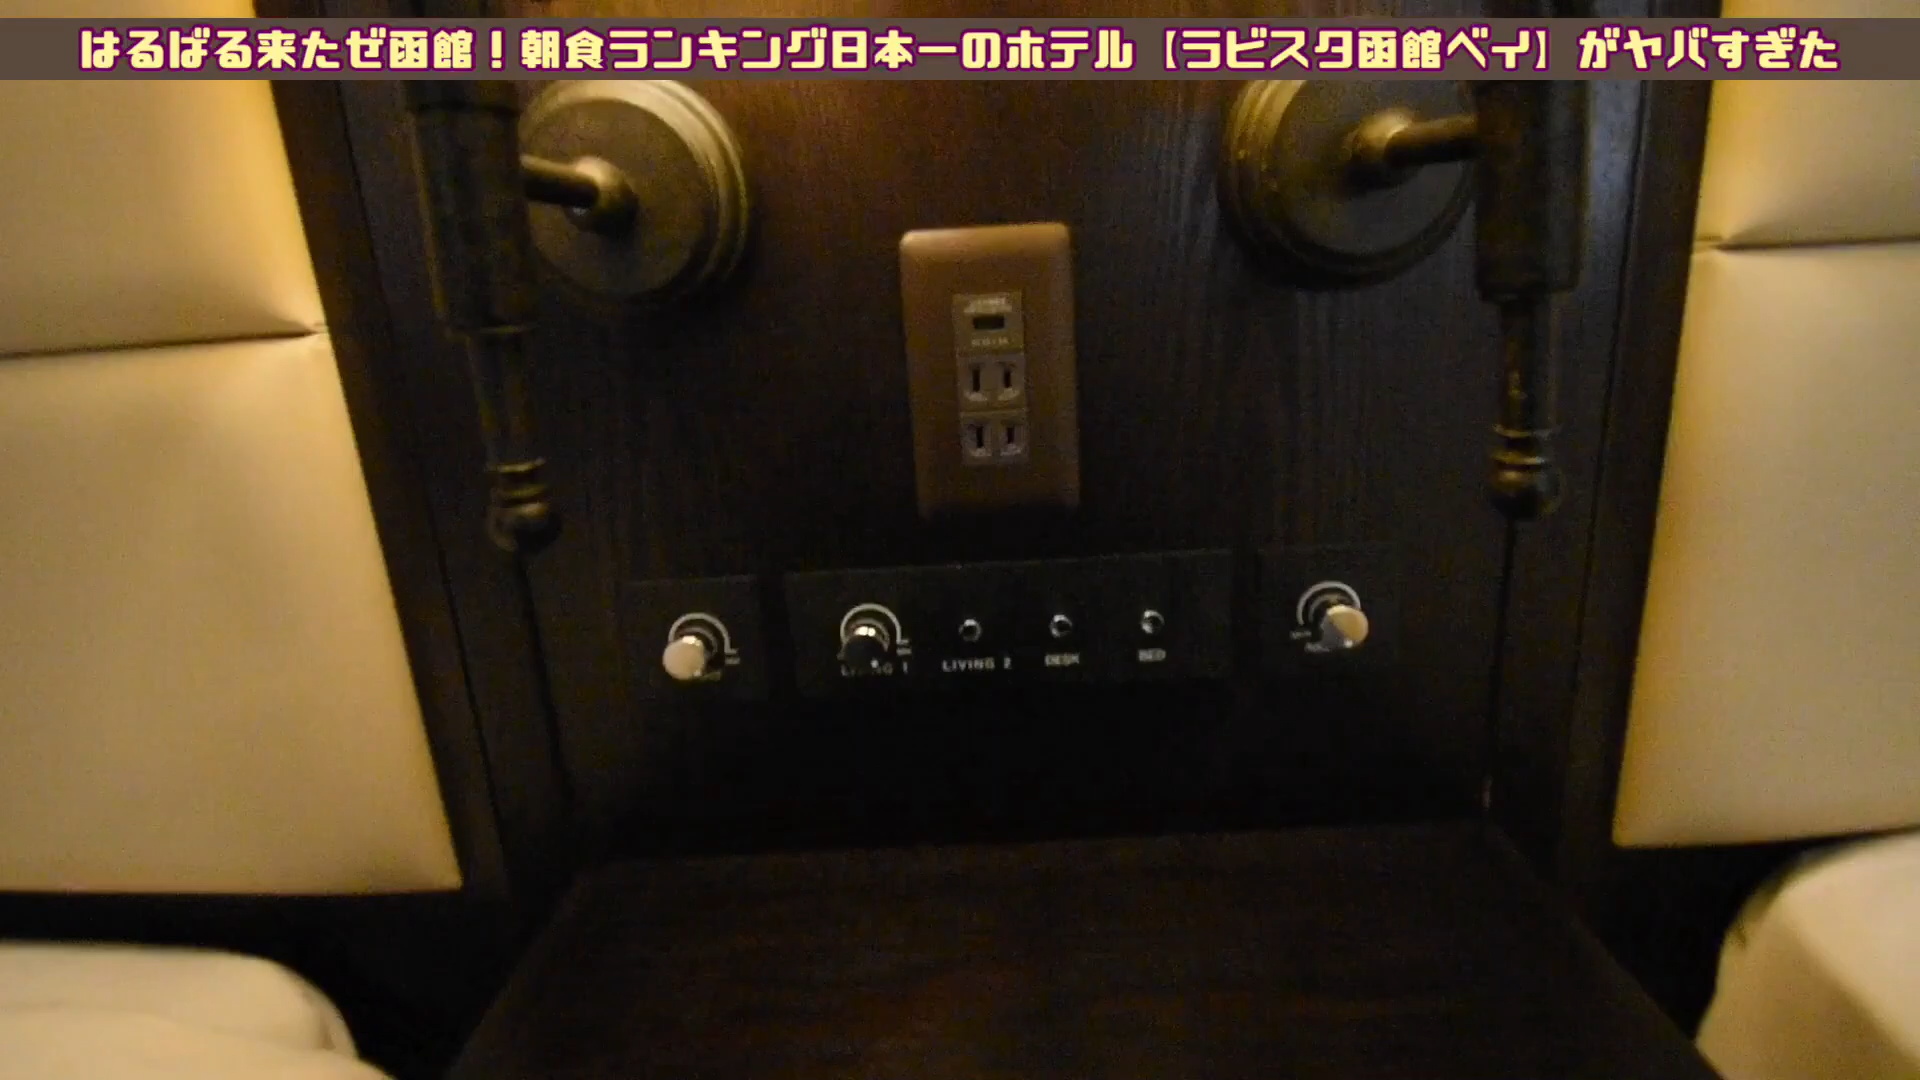 はるばる来たぜ函館！朝食ランキング日本一のホテル【ラビスタ函館ベイ】がヤバすぎた
LIVING 1
LIVING 2
DESK
BED